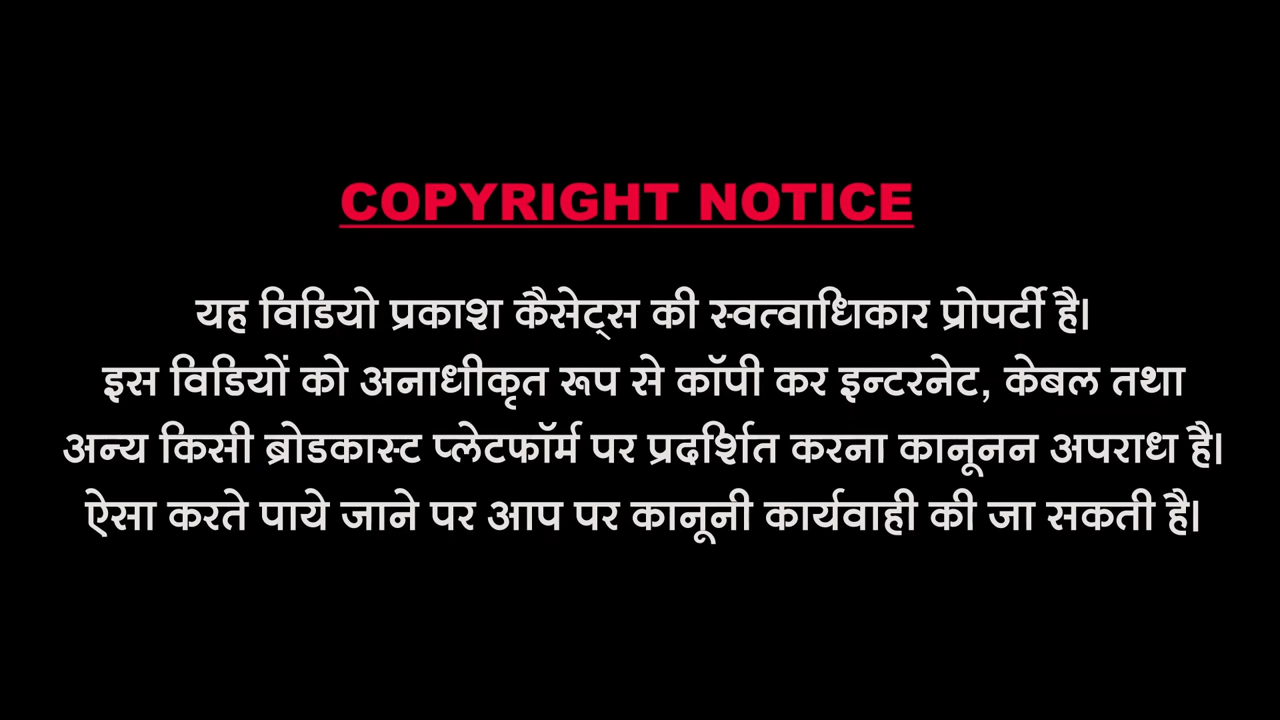 COPYRIGHT NOTICE
यह विडियो प्रकाश कैसेट्स की स्वत्वाधिकार प्रोपर्टी है।
इस विडियों को अनाधीकृत रूप से कॉपी कर इन्टरनेट, केबल तथा
अन्य किसी ब्रोडकास्ट प्लेटफॉर्म पर प्रदर्शित करना कानूनन अपराध है।
ऐसा करते पाये जाने पर आप पर कानूनी कार्यवाही की जा सकती है।